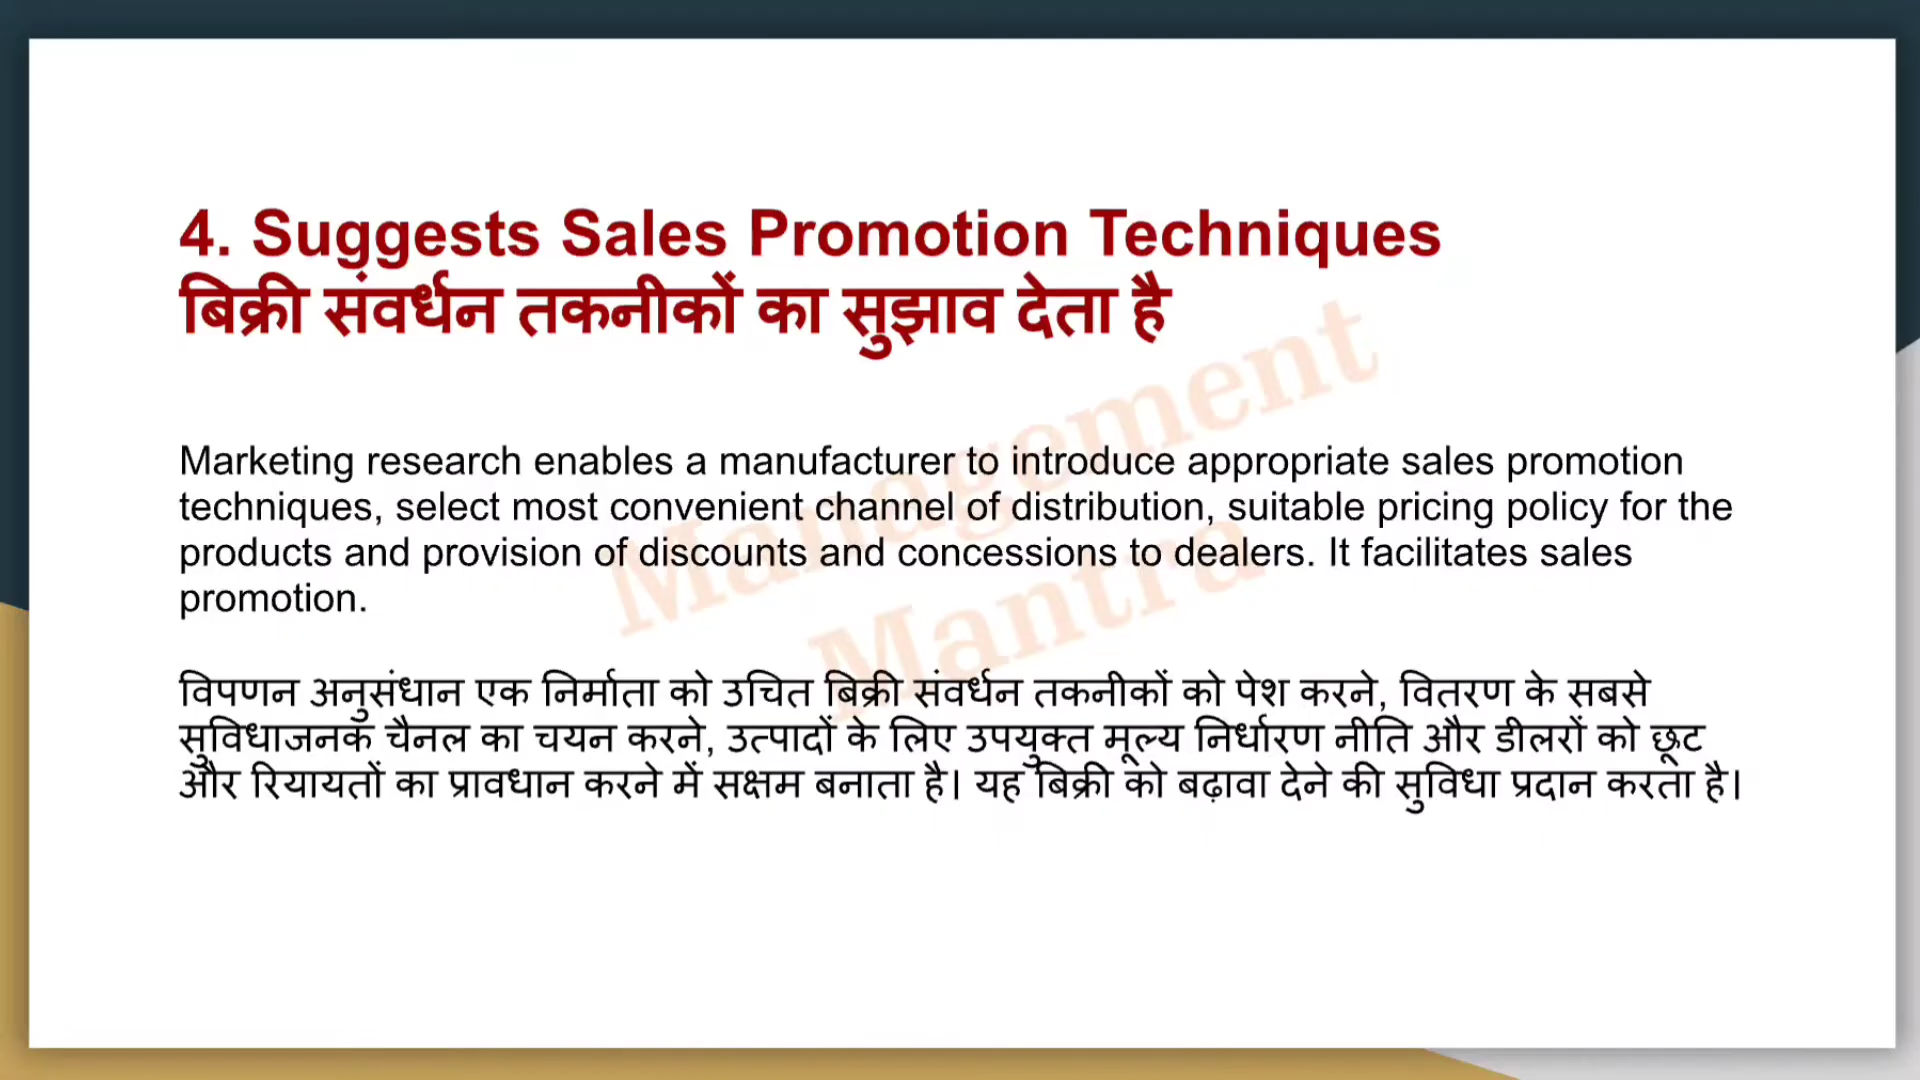 4. Suggests Sales Promotion Techniques
बिक्री संवर्धन तकनीकों का सुझाव देता है
Marketing research enables a manufacturer to introduce appropriate sales promotion
techniques, select most convenient channel of distribution, suitable pricing policy for the
products and provision of discounts and concessions to dealers. It facilitates sales
promotion.
विपणन अनुसंधान एक निर्माता को उचित बिक्री संवर्धन तकनीकों को पेश करने, वितरण के सबसे
सुविधाजनक चैनल का चयन करने, उत्पादों के लिए उपयुक्त मूल्य निर्धारण नीति और डीलरों को छूट
और रियायतों का प्रावधान करने में सक्षम बनाता है। यह बिक्री को बढ़ावा देने की सुविधा प्रदान करता है।
Management
Mantra